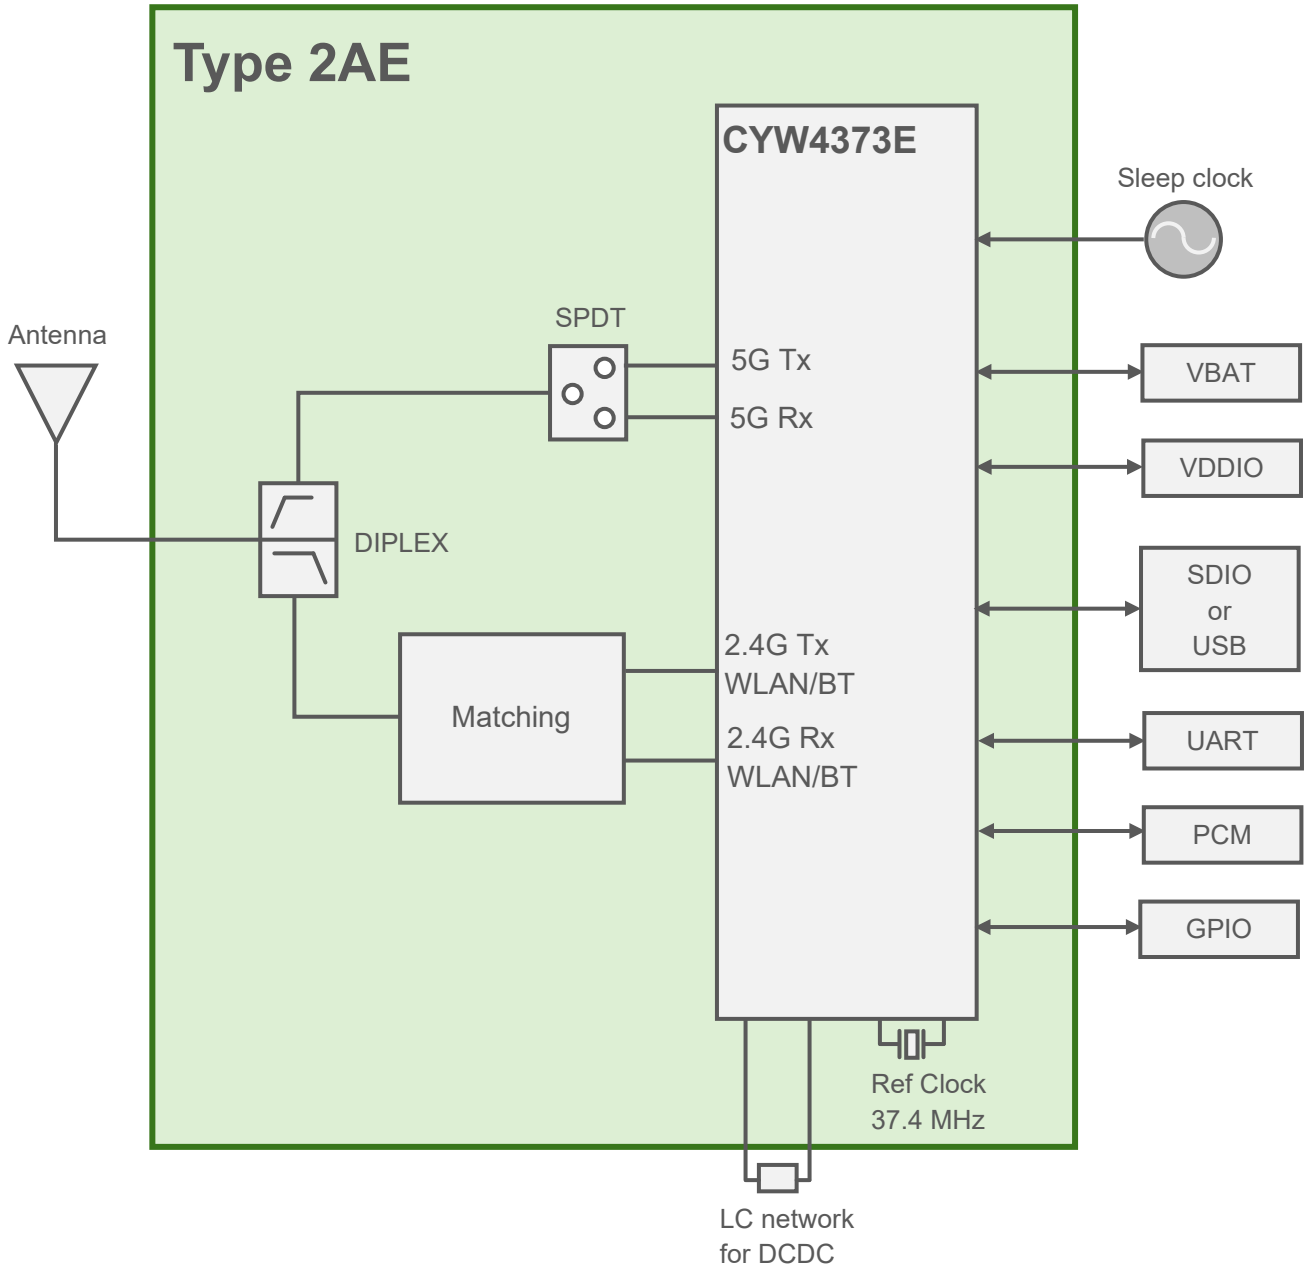 Type 2AE
CYW4373E
Sleep clock
SPDT
Antenna
5G Tx
VBAT
5G Rx
VDDIO
DIPLEX
SDIO
or
USB
2.4G Tx
WLAN/BT
Matching
2.4G Rx
WLAN/BT
UART
PCM
GPIO
Ref Clock
37.4 MHz
LC network
for DCDC